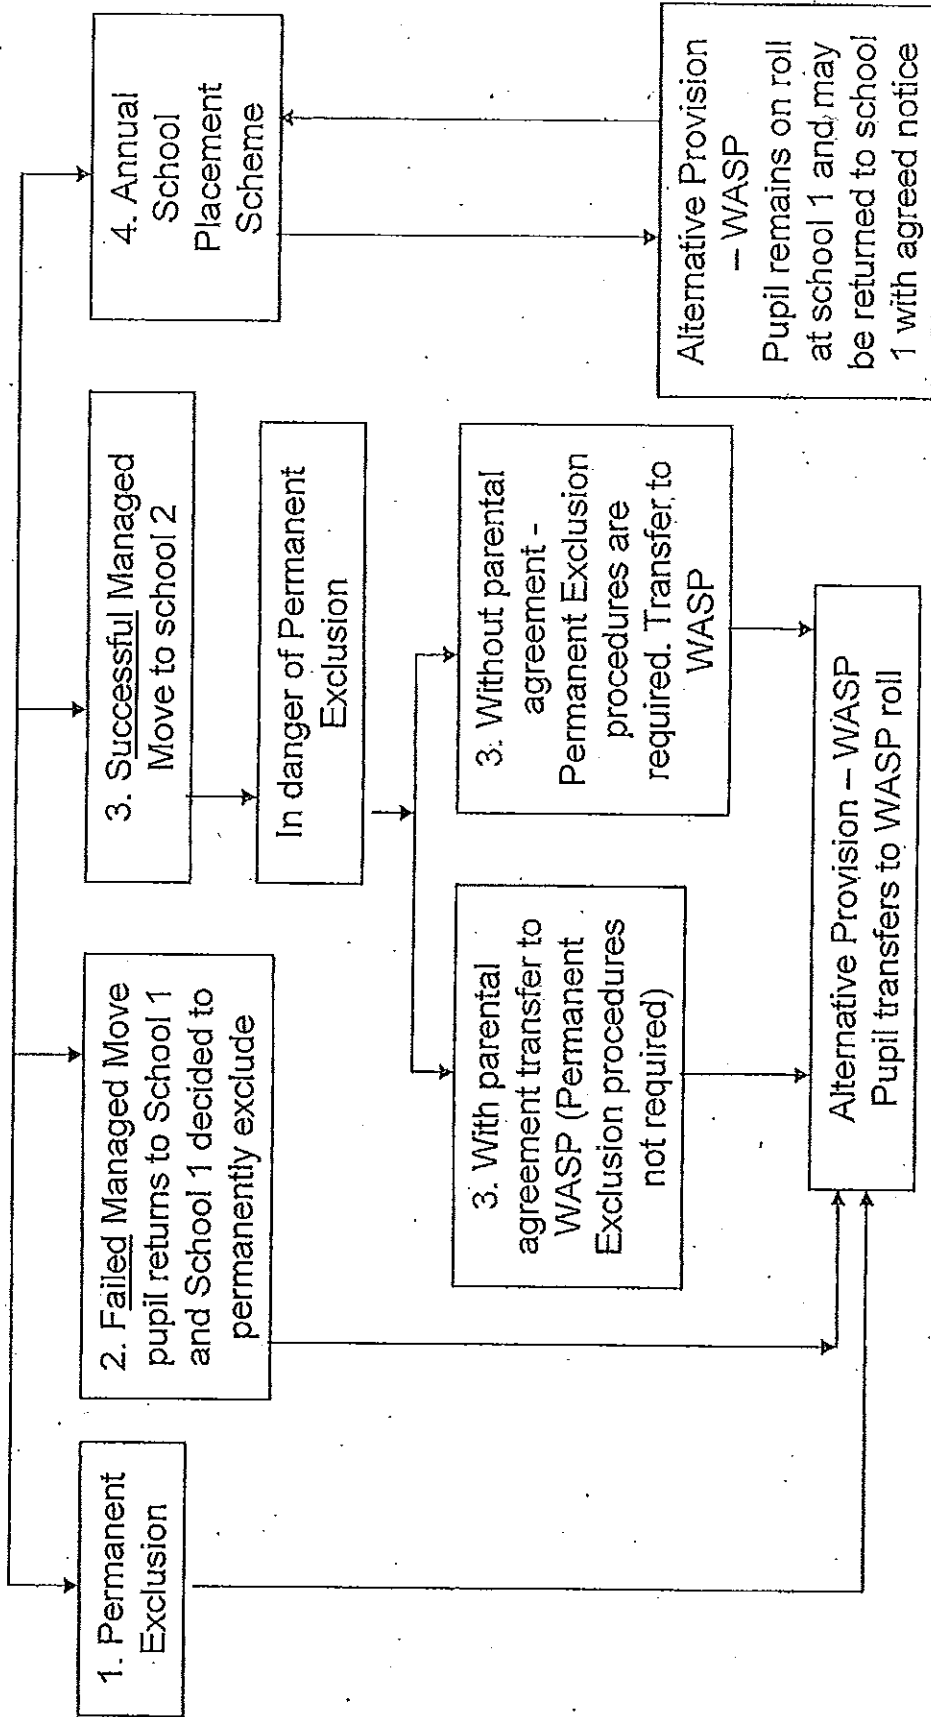 1. Permanent
Exclusion
2. Failed Managed Move
pupil returns to School 1
and School 1 decided to
permanently exclude
3. Successful Managed
Move to school 2
4. Annual
School
Placement
Scheme
In danger of Permanent
Exclusion
3. With parental
agreement transfer to
WASP (Permanent
Exclusion procedures
not required)
3. Without parental
agreement -
Permanent Exclusion
procedures are
required. Transfer to
WASP
Alternative Provision – WASP
Pupil transfers to WASP roll
Alternative Provision
– WASP
Pupil remains on roll
at school 1 and may
be returned to school
1 with agreed notice